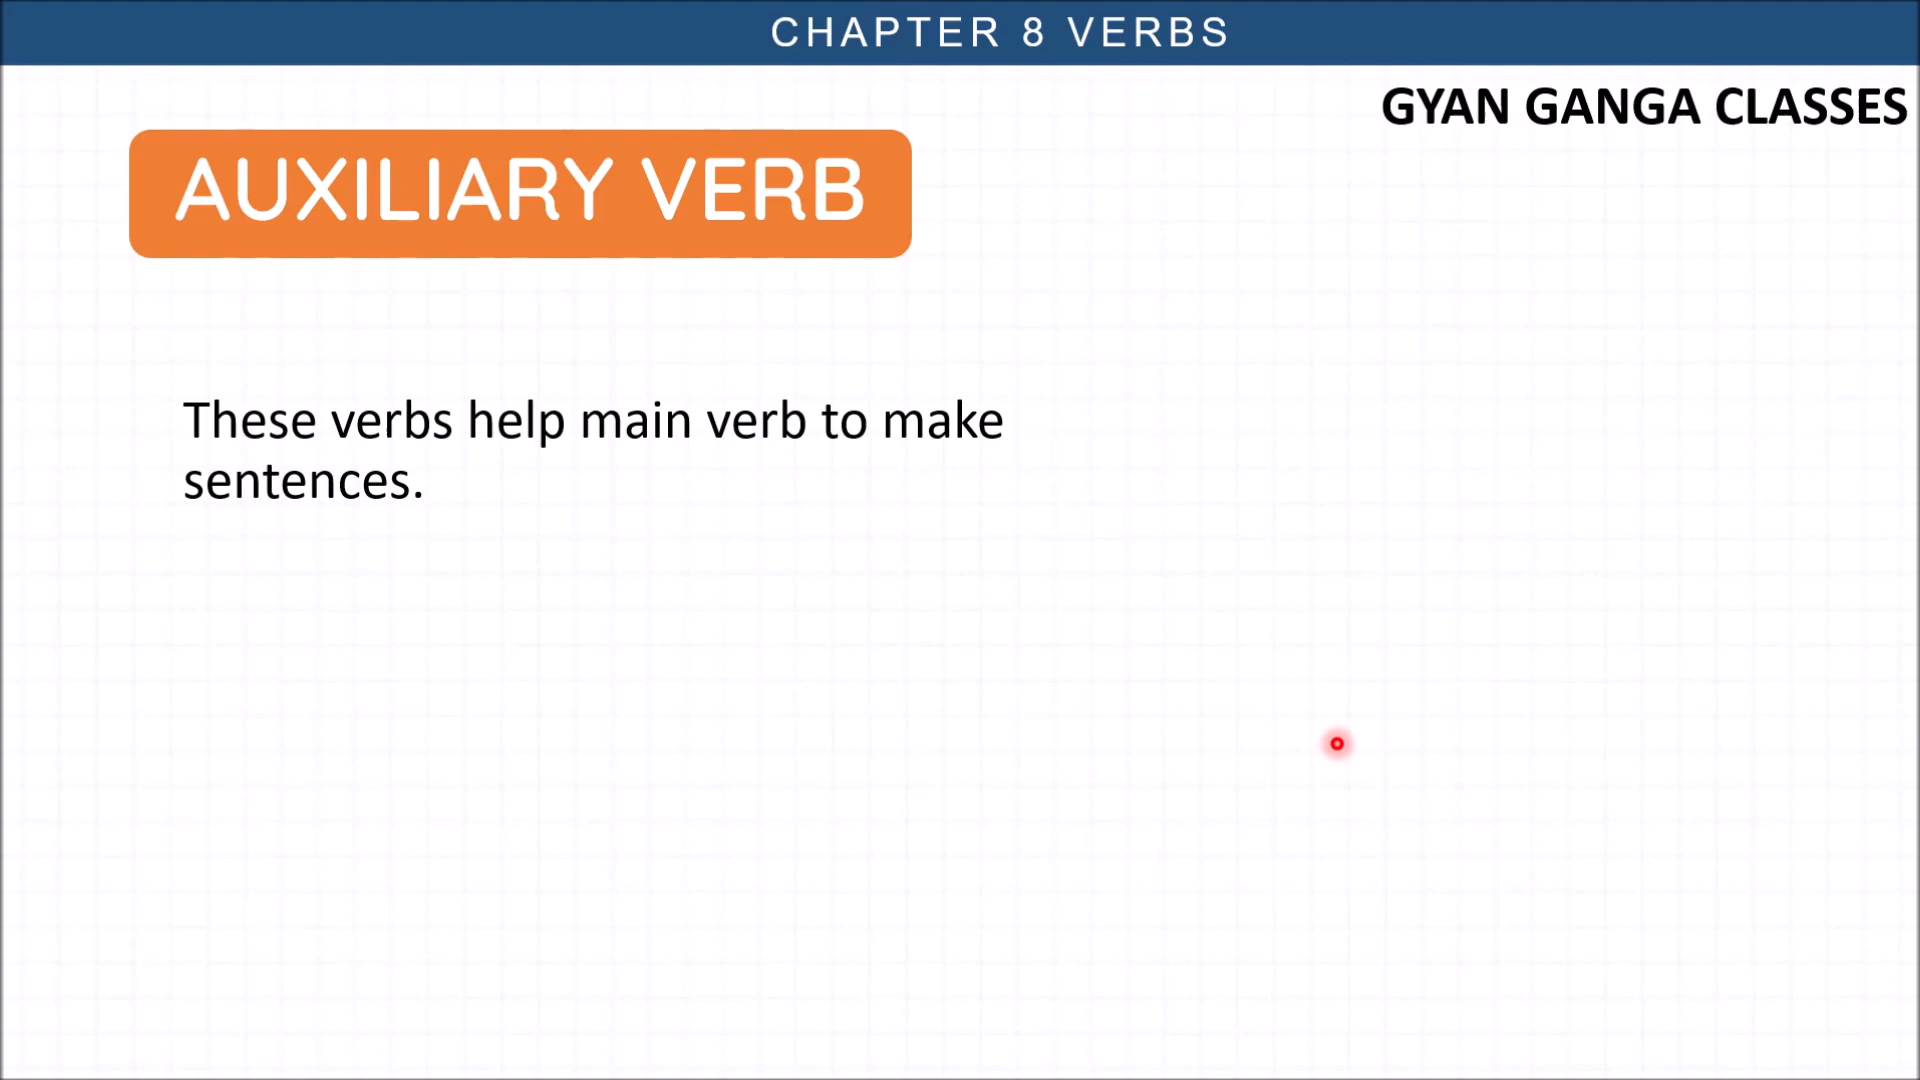 CHAPTER 8 VERBS
GYAN GANGA CLASSES
AUXILIARY VERB
These verbs help main verb to make
sentences.